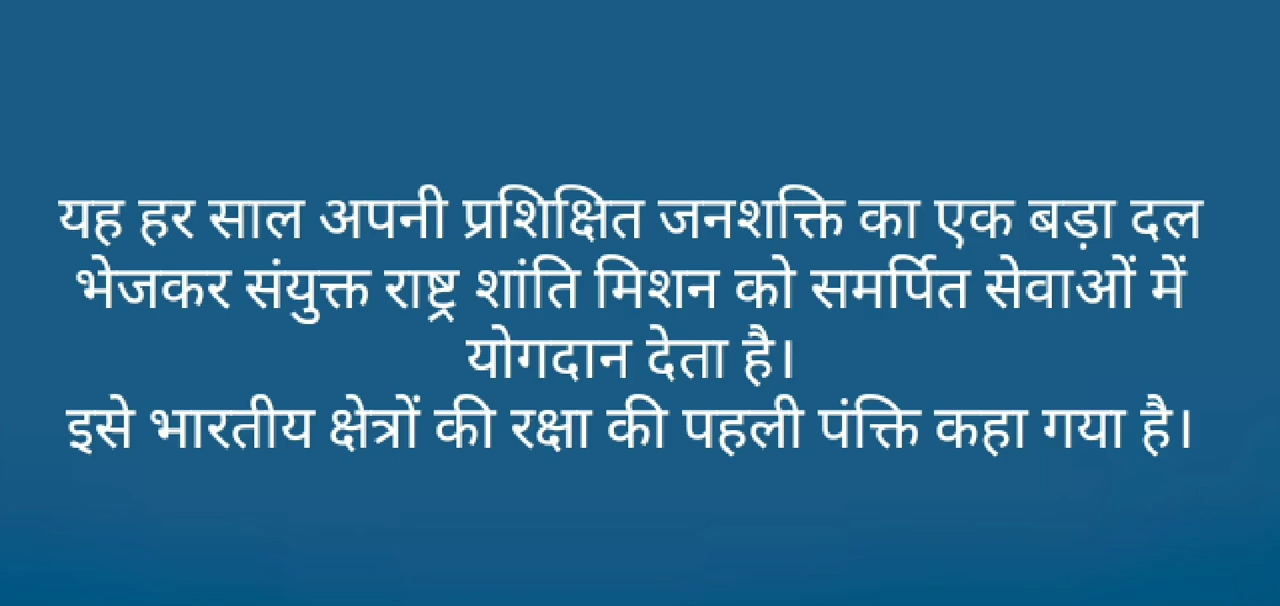 यह हर साल अपनी प्रशिक्षित जनशक्ति का एक बड़ा दल
भेजकर संयुक्त राष्ट्र शांति मिशन को समर्पित सेवाओं में
योगदान देता है।
इसे भारतीय क्षेत्रों की रक्षा की पहली पंक्ति कहा गया है।